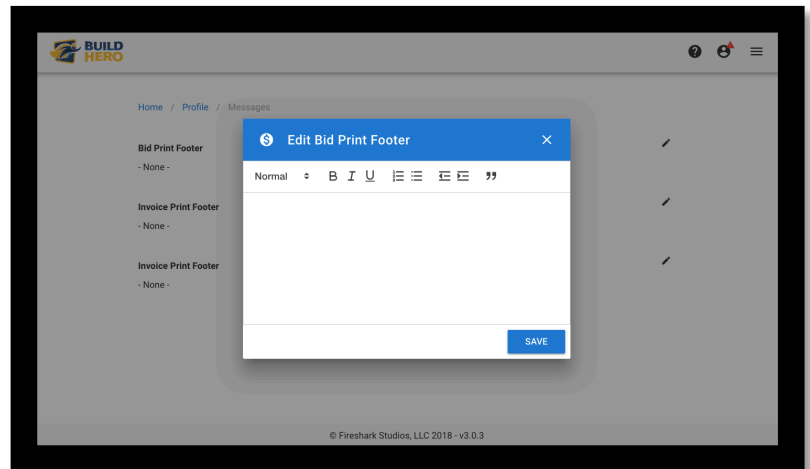 BUILD
HERO
Home / Profile / Messages
Edit Bid Print Footer
Bid Print Footer
- None -
Normal B I U
Invoice Print Footer
- None -
Invoice Print Footer
- None -
SAVE
© Fireshark Studios, LLC 2018 - v3.0.3